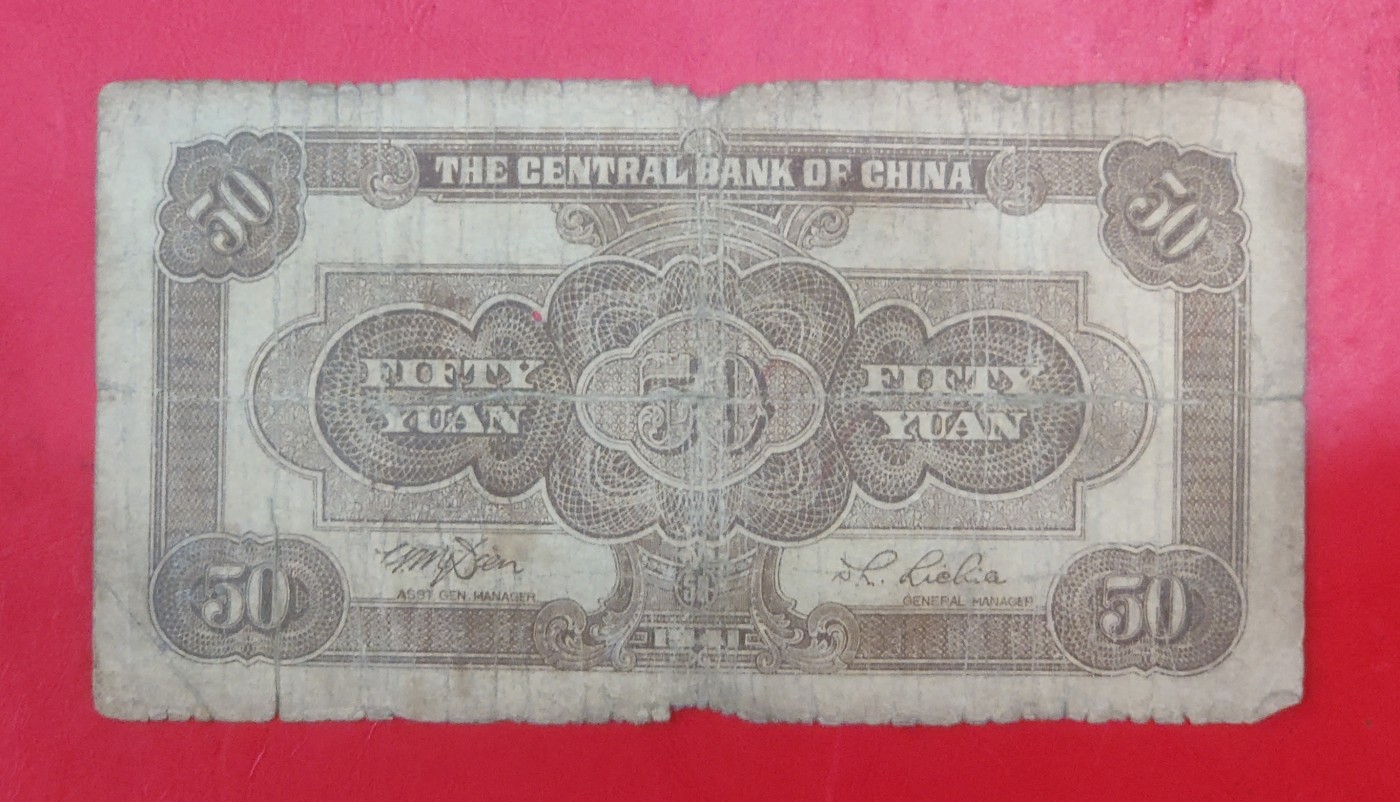 THE CENTRAL BANK OF CHINA
50
50
FIFTY
YUAN
50
FIFTY
YUAN
ASST GEN. MANAGER
GENERAL MANAGER
50
50
1941